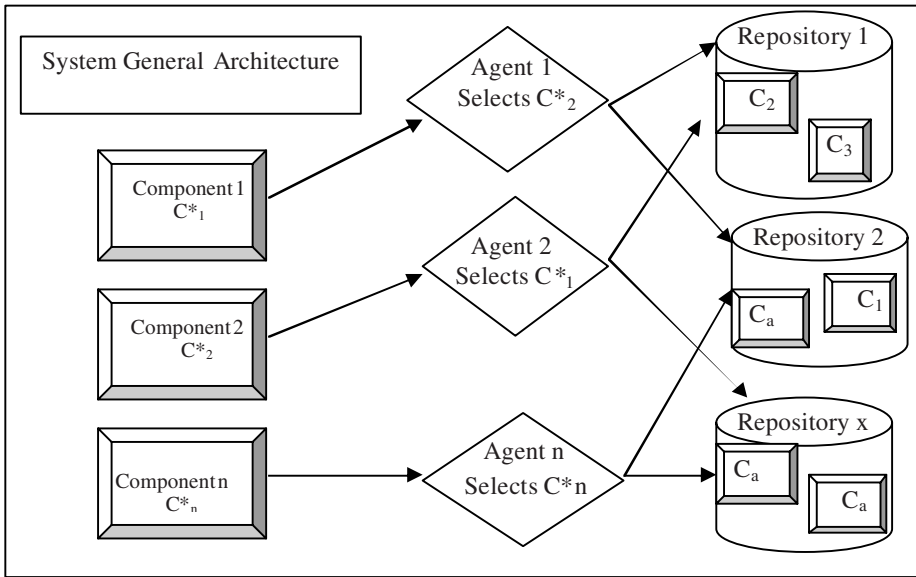 System General Architecture
Component 1
C*₁
Component 2
C*₂
Component n
C*ₙ
Agent 1
Selects C*₂
Agent 2
Selects C*₁
Agent n
Selects C*n
Repository 1
C₂
C₃
Repository 2
Cₐ
C₁
Repository x
Cₐ
Cₐ